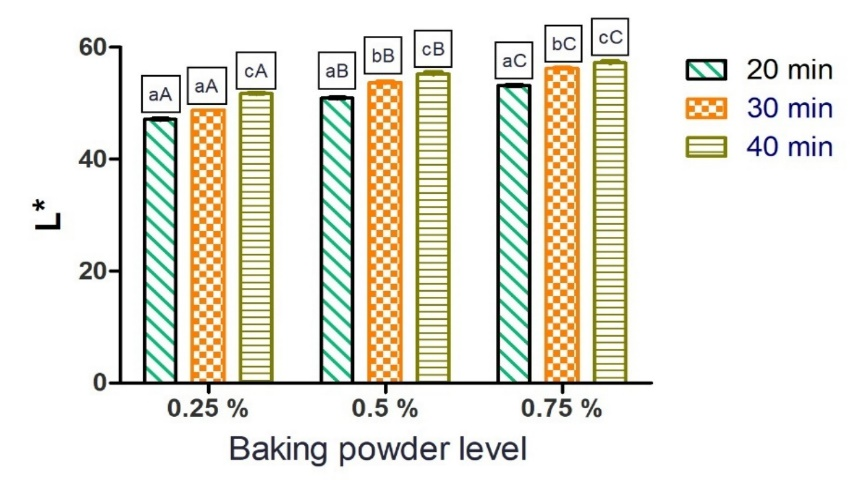 60
40
20
0
L*
aA
aA
cA
aB
bB
cB
aC
bC
cC
0.25 %
0.5 %
0.75 %
Baking powder level
20 min
30 min
40 min